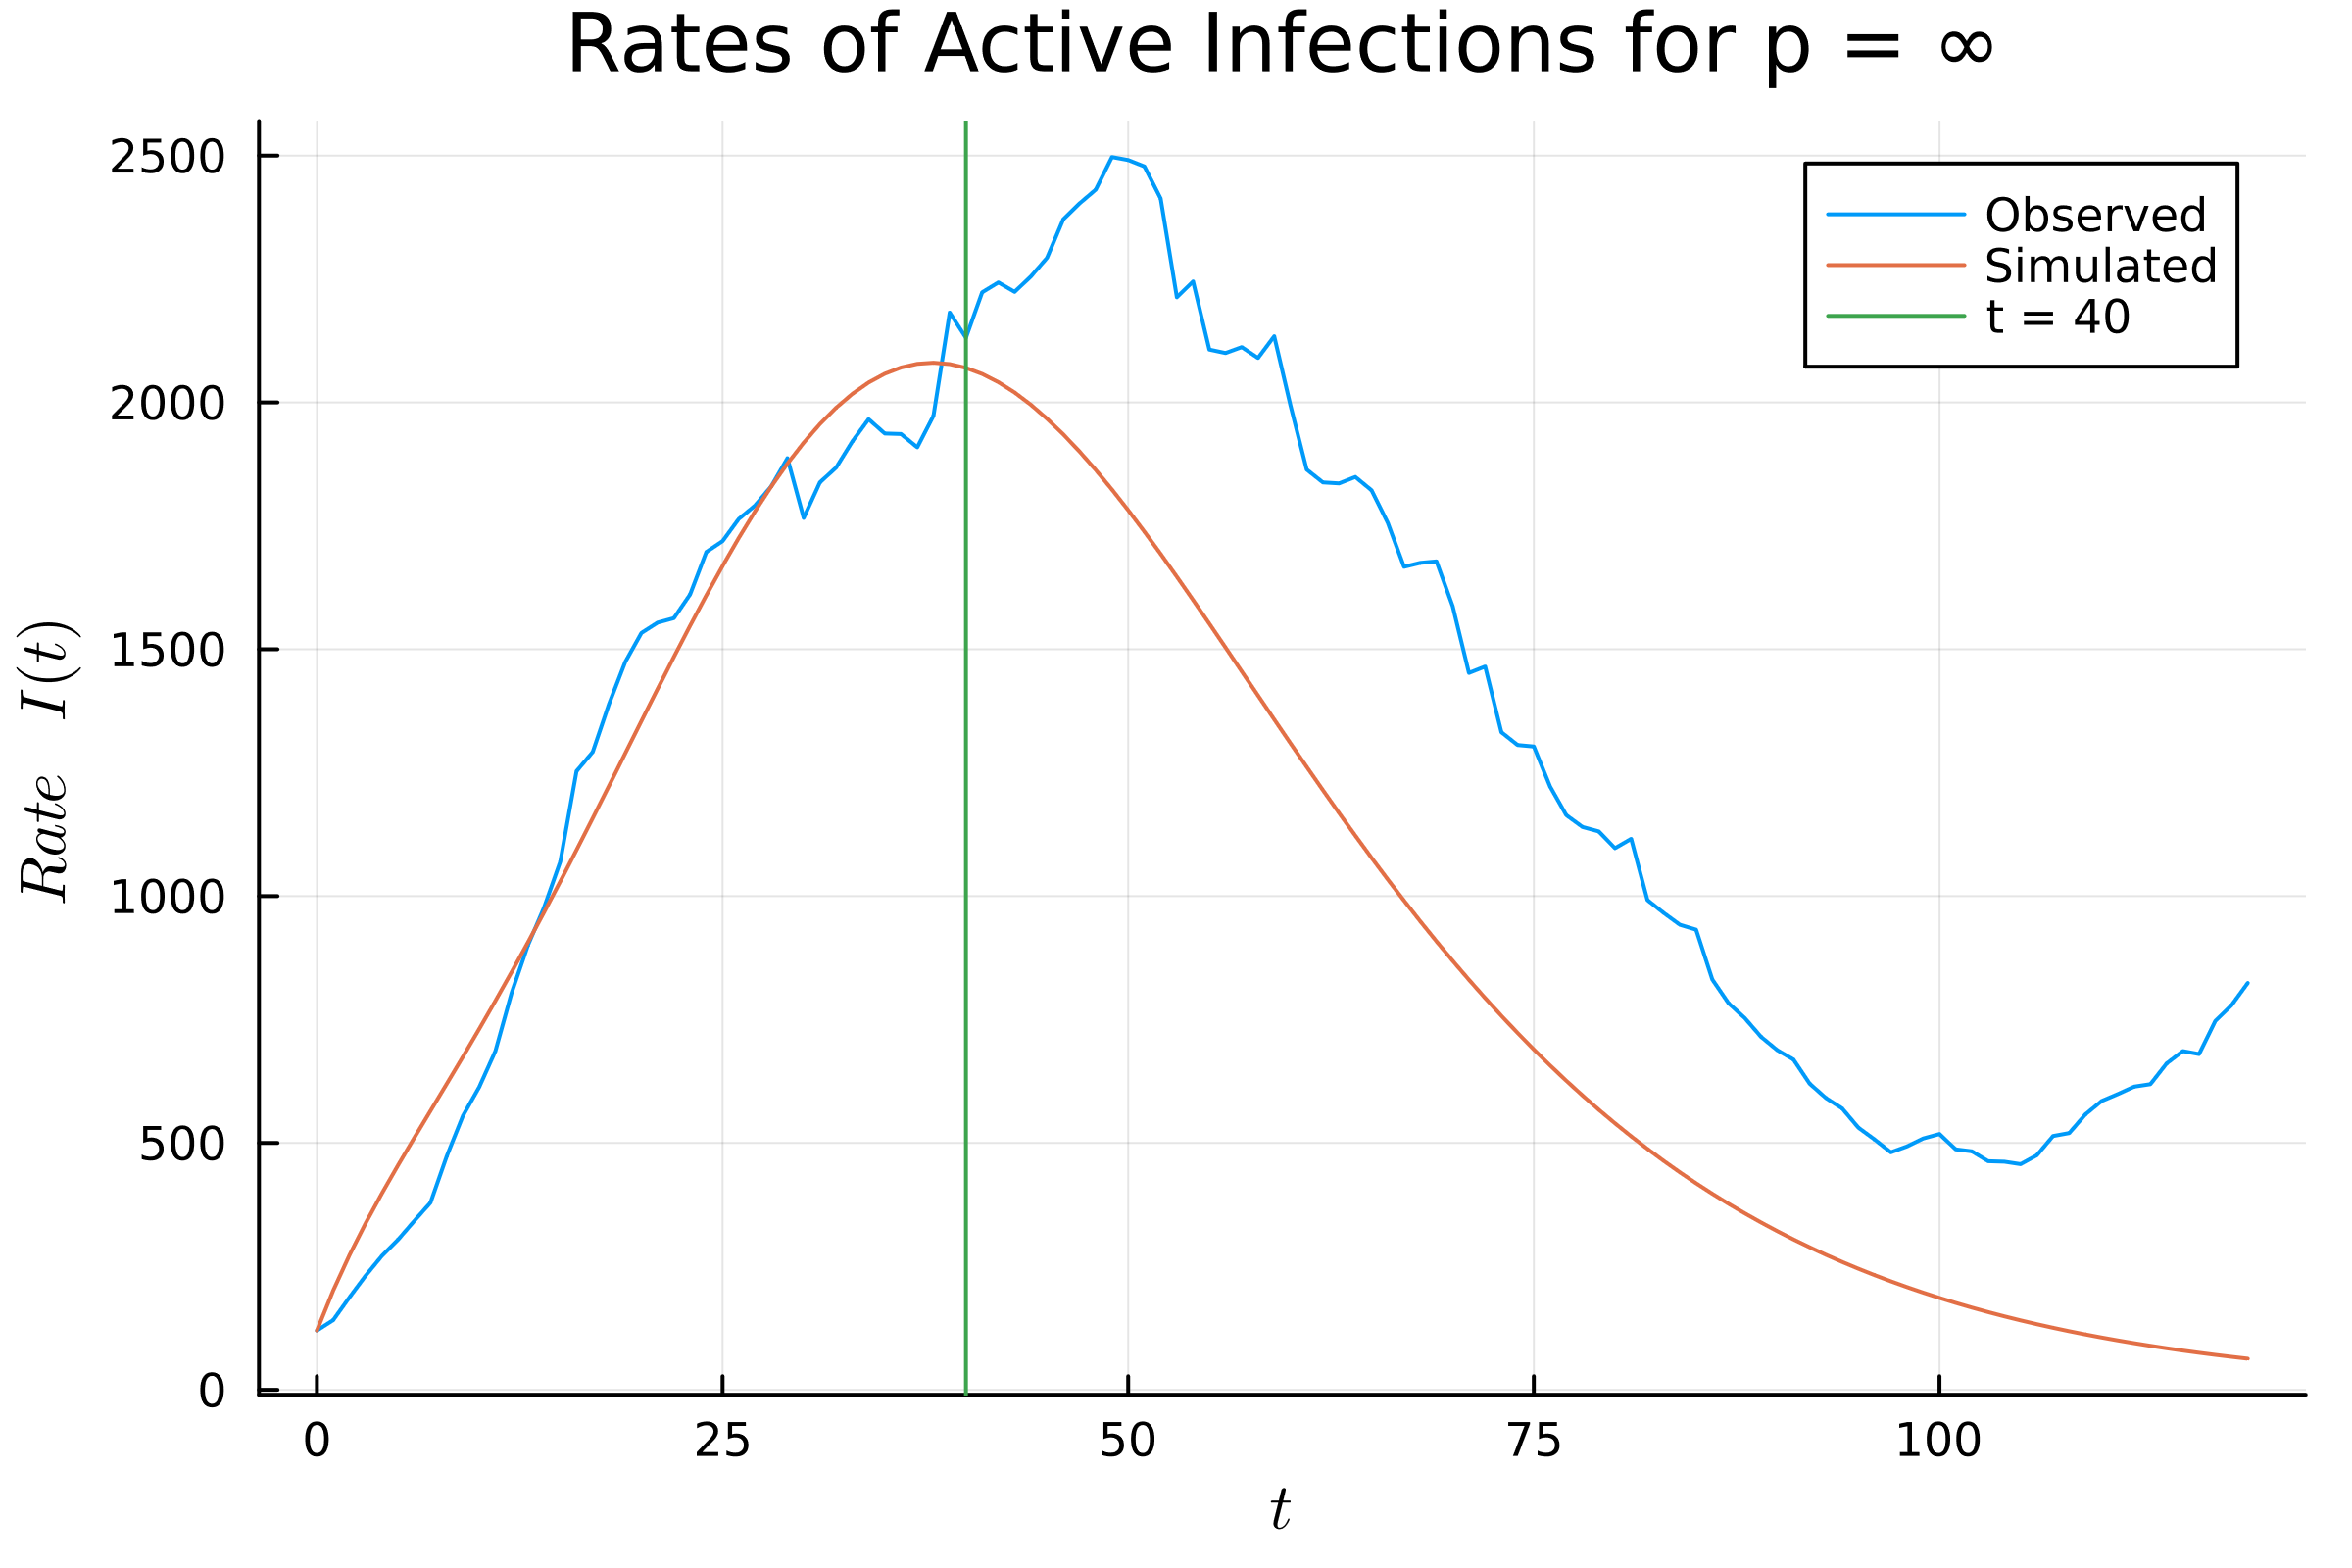 Rates of Active Infections for p = ∞
2500
2000
1500
1000
500
0
Rate I(t)
Observed
Simulated
t = 40
0 25 50 75 100
t